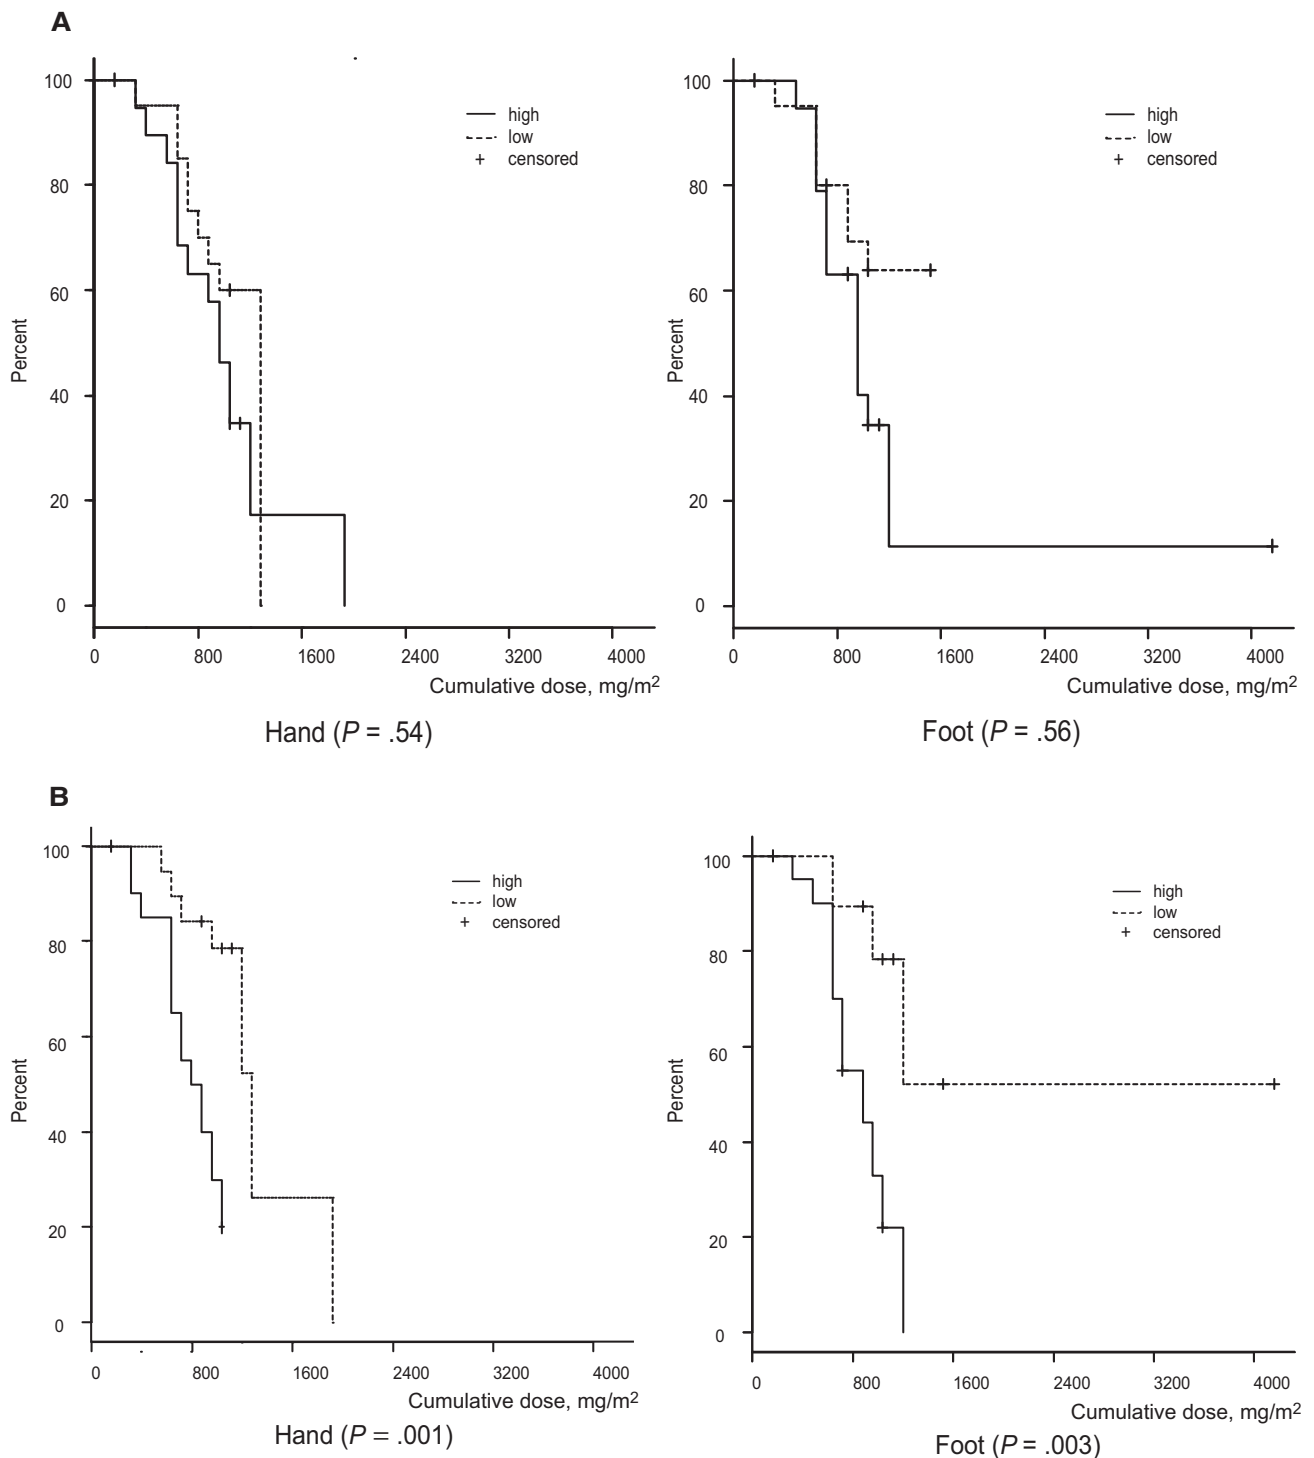 A
100
80
60
40
20
0
Percent
high
low
censored
0 800 1600 2400 3200 4000
Cumulative dose, mg/m2
Hand (P = .54)
100
80
60
40
20
0
Percent
high
low
censored
0 800 1600 2400 3200 4000
Cumulative dose, mg/m2
Foot (P = .56)
B
100
80
60
40
20
0
Percent
high
low
censored
0 800 1600 2400 3200 4000
Cumulative dose, mg/m2
Hand (P = .001)
100
80
60
40
20
0
Percent
high
low
censored
0 800 1600 2400 3200 4000
Cumulative dose, mg/m2
Foot (P = .003)